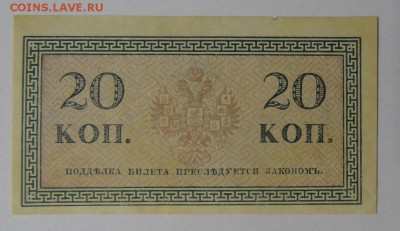 COINS.LAVE.RU
20 20
КОП. КОП.
ПОДДѢЛКА БИЛЕТА ПРЕСЛѢДУЕТСЯ ЗАКОНОМЪ.